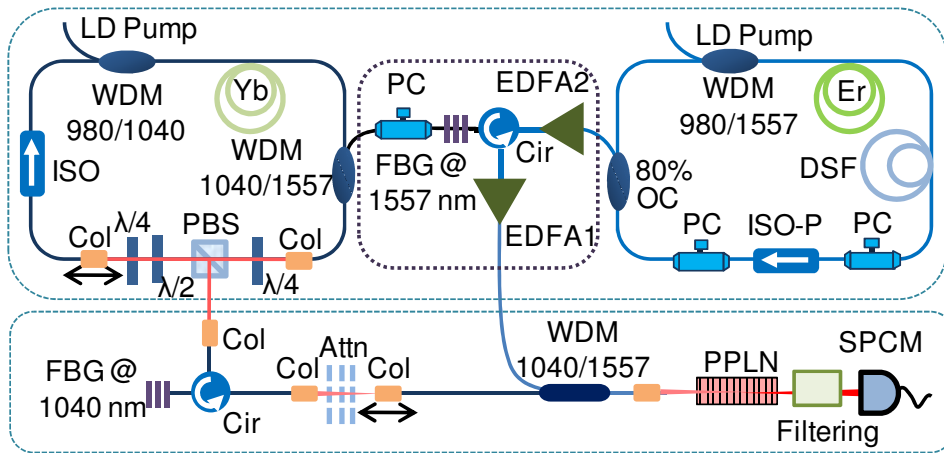 LD Pump
WDM
980/1040
Yb
WDM
1040/1557
ISO
Col
λ/4
λ/2
PBS
Col
λ/4
PC
FBG @
1557 nm
Cir
EDFA2
EDFA1
LD Pump
WDM
980/1557
Er
DSF
80%
OC
PC
ISO-P
PC
Col
FBG @
1040 nm
Cir
Col
Attn
Col
WDM
1040/1557
PPLN
SPCM
Filtering